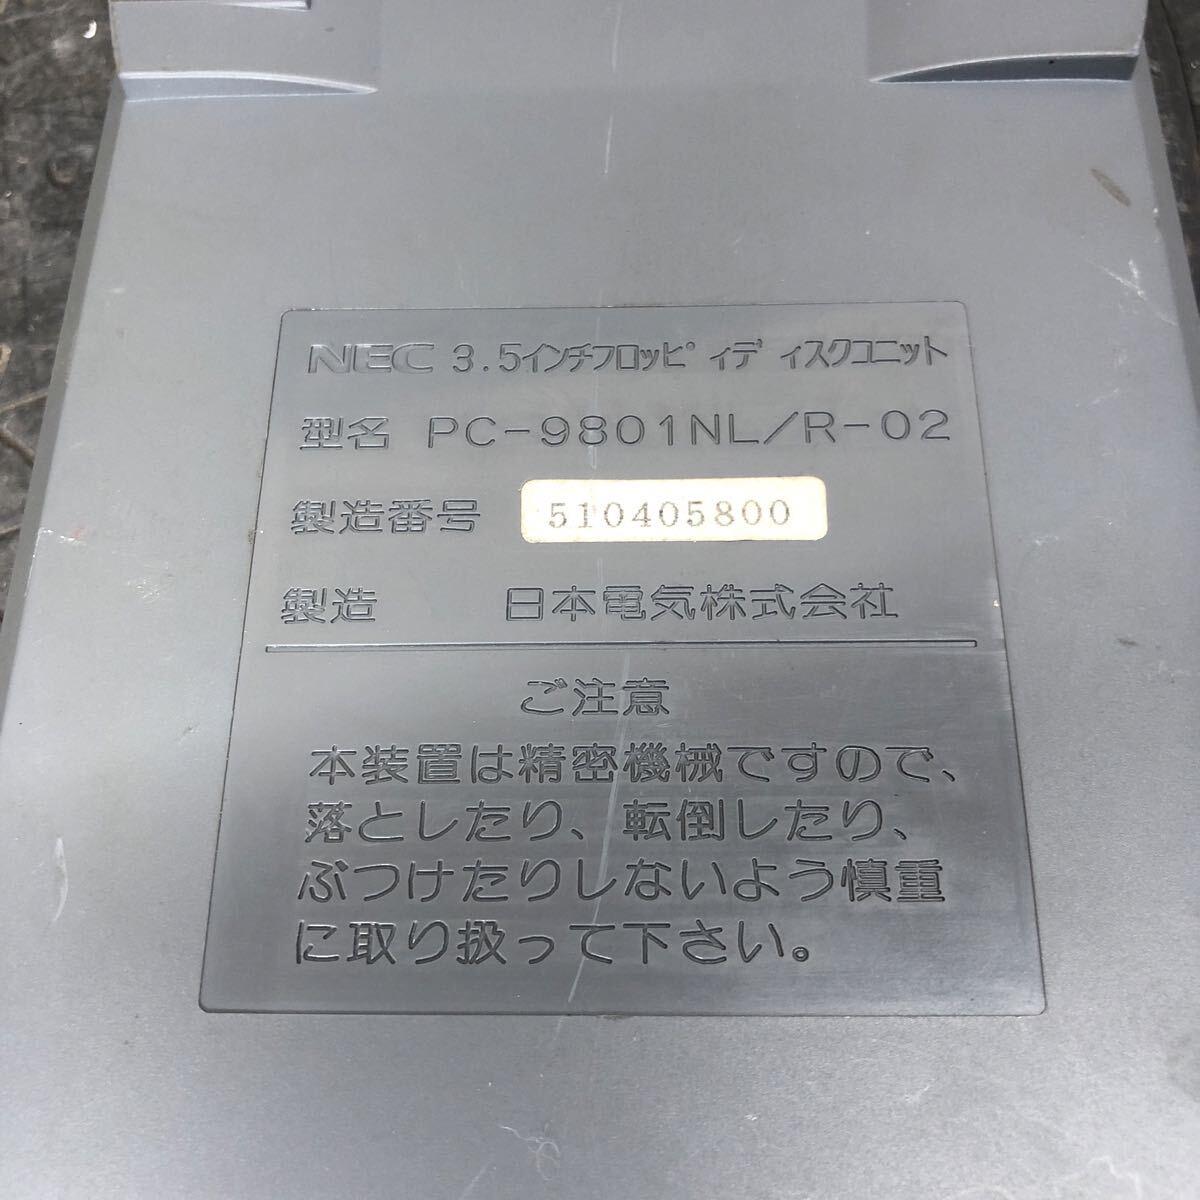 NEC 3.5インチフロッピィディスクユニット
型名 PC-9801NL/R-02
製造番号 510405800
製造 日本電気株式会社
ご注意
本装置は精密機械ですので、
落としたり、転倒したり、
ぶつけたりしないよう慎重
に取り扱って下さい。